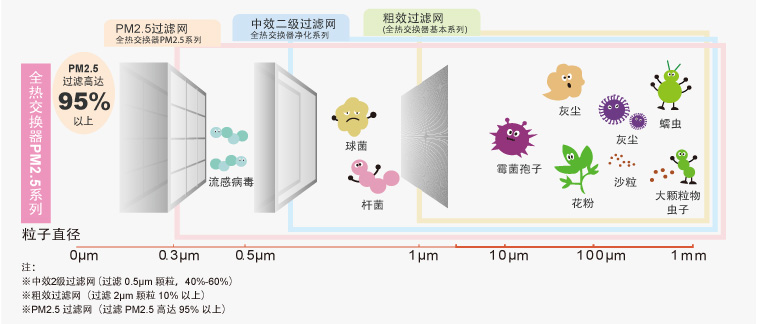 PM2.5过滤网
全热交换器PM2.5系列
中效二级过滤网
全热交换器净化系列
粗效过滤网
(全热交换器基本系列)
全热交换器PM2.5系列
PM2.5
过滤高达
95%
以上
流感病毒
球菌
杆菌
霉菌孢子
灰尘
灰尘
蠕虫
花粉
沙粒
大颗粒物
虫子
粒子直径
0μm
0.3μm
0.5μm
1μm
10μm
100μm
1mm
注：
※中效2级过滤网（过滤 0.5μm 颗粒，40%-60%）
※粗效过滤网（过滤 2μm 颗粒 10% 以上）
※PM2.5 过滤网（过滤 PM2.5 高达 95% 以上）